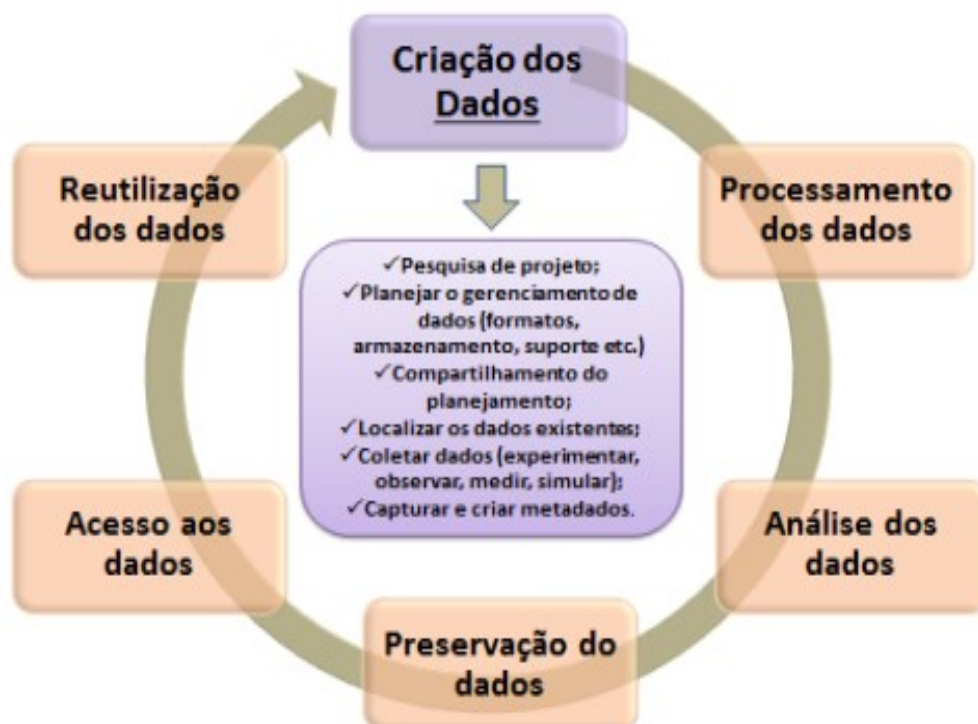 Criação dos
Dados
Reutilização
dos dados
Processamento
dos dados
✓Pesquisa de projeto;
✓Planejar o gerenciamento de
dados (formatos,
armazenamento, suporte etc.)
✓Compartilhamento do
planejamento;
✓Localizar os dados existentes;
✓Coletar dados (experimentar,
observar, medir, simular);
✓Capturar e criar metadados.
Acesso aos
dados
Análise dos
dados
Preservação do
dados